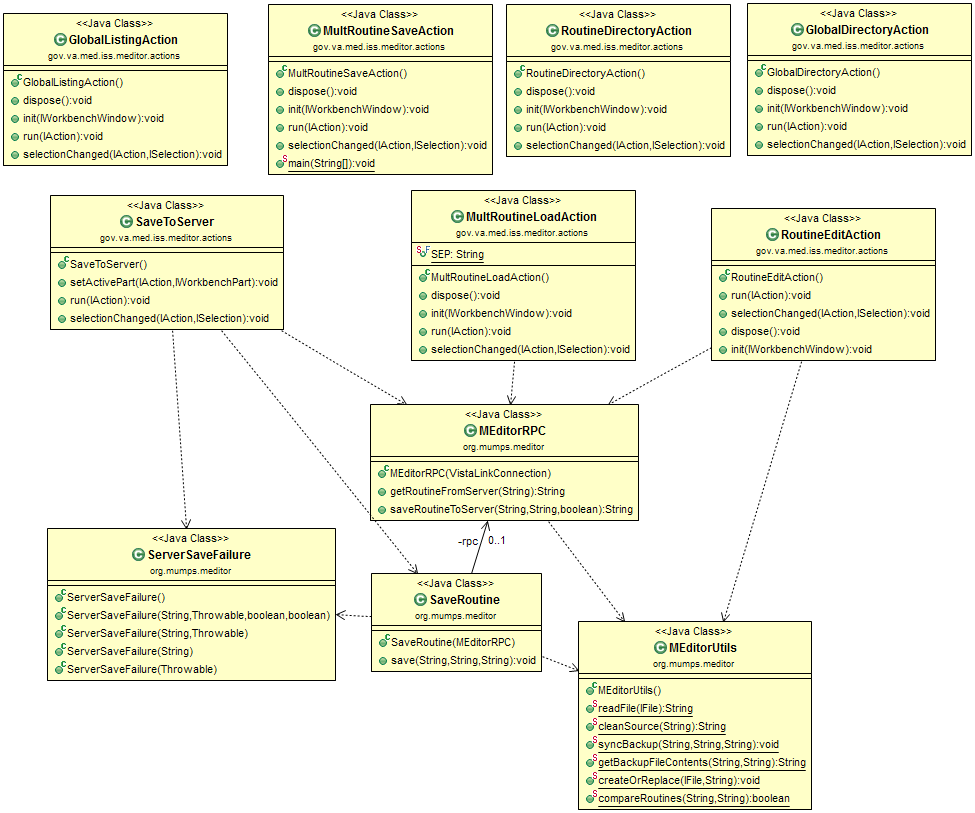 <<Java Class>>
GlobalListingAction
gov.va.med.iss.meditor.actions
GlobalListingAction()
dispose():void
init(IWorkbenchWindow):void
run(IAction):void
selectionChanged(IAction,ISelection):void
<<Java Class>>
MultRoutineSaveAction
gov.va.med.iss.meditor.actions
MultRoutineSaveAction()
dispose():void
init(IWorkbenchWindow):void
run(IAction):void
selectionChanged(IAction,ISelection):void
main(String[]):void
<<Java Class>>
RoutineDirectoryAction
gov.va.med.iss.meditor.actions
RoutineDirectoryAction()
dispose():void
init(IWorkbenchWindow):void
run(IAction):void
selectionChanged(IAction,ISelection):void
<<Java Class>>
GlobalDirectoryAction
gov.va.med.iss.meditor.actions
GlobalDirectoryAction()
dispose():void
init(IWorkbenchWindow):void
run(IAction):void
selectionChanged(IAction,ISelection):void
<<Java Class>>
SaveToServer
gov.va.med.iss.meditor.actions
SaveToServer()
setActivePart(IAction,IWorkbenchPart):void
run(IAction):void
selectionChanged(IAction,ISelection):void
<<Java Class>>
MultRoutineLoadAction
gov.va.med.iss.meditor.actions
SEP: String
MultRoutineLoadAction()
dispose():void
init(IWorkbenchWindow):void
run(IAction):void
selectionChanged(IAction,ISelection):void
<<Java Class>>
RoutineEditAction
gov.va.med.iss.meditor.actions
RoutineEditAction()
run(IAction):void
selectionChanged(IAction,ISelection):void
dispose():void
init(IWorkbenchWindow):void
<<Java Class>>
MEditorRPC
org.mumps.meditor
MEditorRPC(VistaLinkConnection)
getRoutineFromServer(String):String
saveRoutineToServer(String,String,boolean):String
-rpc 0..1
<<Java Class>>
ServerSaveFailure
org.mumps.meditor
ServerSaveFailure()
ServerSaveFailure(String,Throwable,boolean,boolean)
ServerSaveFailure(String,Throwable)
ServerSaveFailure(String)
ServerSaveFailure(Throwable)
<<Java Class>>
SaveRoutine
org.mumps.meditor
SaveRoutine(MEditorRPC)
save(String,String,String):void
<<Java Class>>
MEditorUtils
org.mumps.meditor
MEditorUtils()
readFile(IFile):String
cleanSource(String):String
syncBackup(String,String,String):void
getBackupFileContents(String,String):String
createOrReplace(IFile,String):void
compareRoutines(String,String):boolean